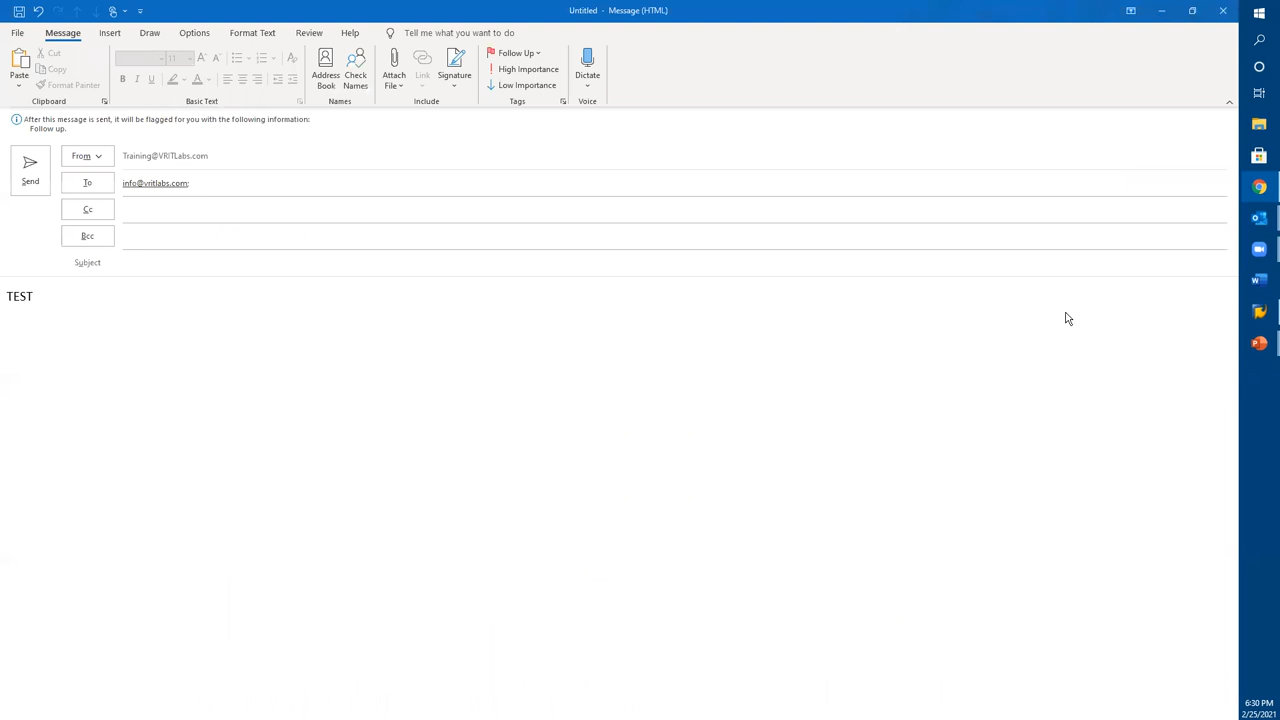 Untitled - Message (HTML)
File Message Insert Draw Options Format Text Review Help Tell me what you want to do
Paste Cut Copy Format Painter
Clipboard
11
B I U A
Basic Text
Address Book Check Names
Names
Attach File Link Signature
Include
Follow Up
High Importance
Low Importance
Tags
Dictate
Voice
After this message is sent, it will be flagged for you with the following information:
Follow up.
Send
From Training@VRITLabs.com
To info@vritlabs.com;
Cc
Bcc
Subject
TEST
6:30 PM
2/25/2021